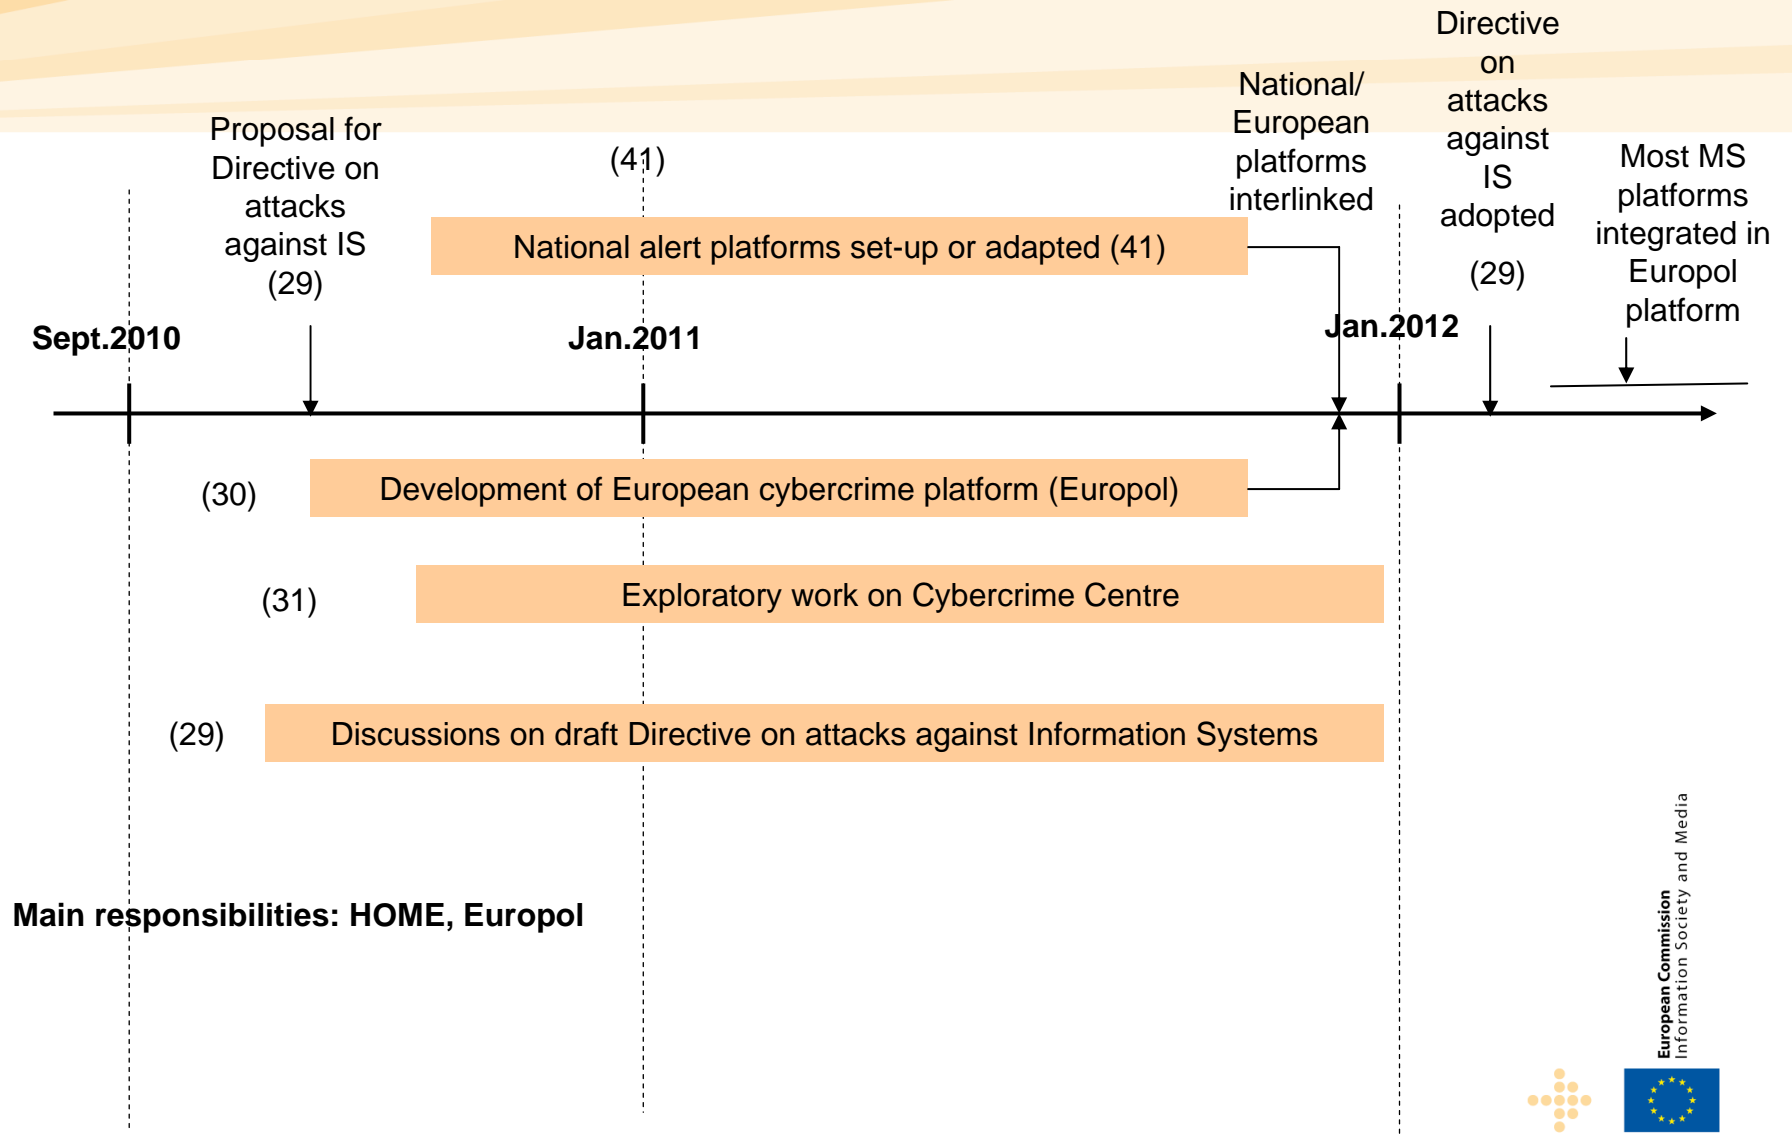 Directive
on
attacks
against
IS
adopted
(29)
National/
European
platforms
interlinked
Proposal for
Directive on
attacks
against IS
(29)
(41)
Most MS
platforms
integrated in
Europol
platform
National alert platforms set-up or adapted (41)
Sept.2010
Jan.2011
Jan.2012
(30)
Development of European cybercrime platform (Europol)
(31)
Exploratory work on Cybercrime Centre
(29)
Discussions on draft Directive on attacks against Information Systems
Main responsibilities: HOME, Europol
European Commission
Information Society and Media